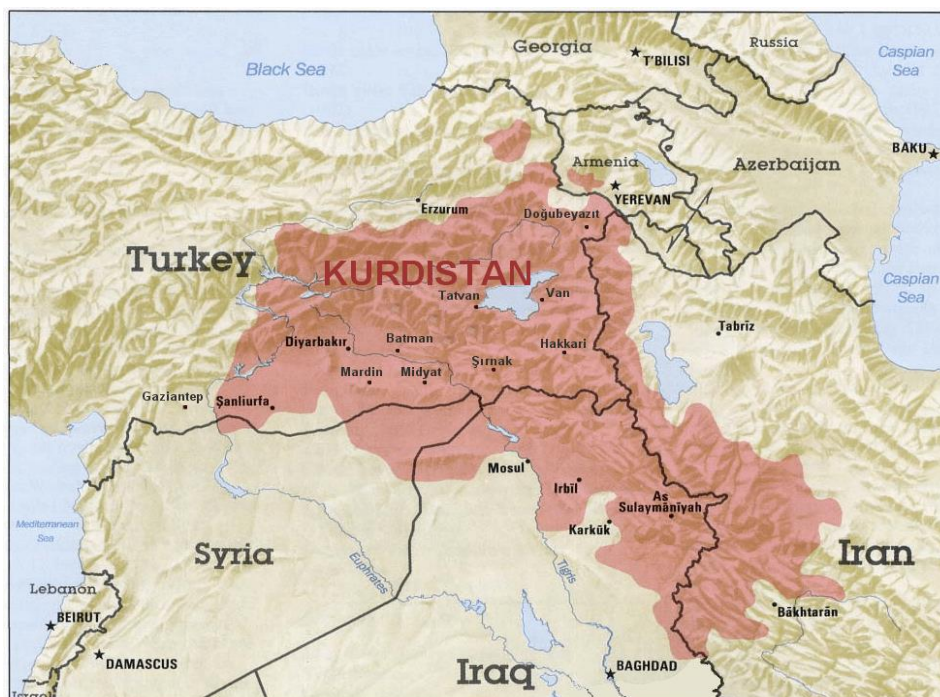 Russia
Georgia
T'BILISI
Caspian
Sea
Black Sea
BAKU
Armenia
Azerbaijan
YEREVAN
Erzurum
Doğubeyazıt
Turkey
KURDISTAN
Caspian
Sea
Tatvan
Van
Tabrīz
Diyarbakır
Batman
Hakkari
Mardin
Midyat
Şırnak
Gaziantep
Şanliurfa
Mosul
Irbīl
As
Sulaymānīyah
Karkūk
Mediterranean
Sea
Syria
Euphrates
Tigris
Iran
Lebanon
BEIRUT
Bākhtarān
DAMASCUS
Iraq
BAGHDAD